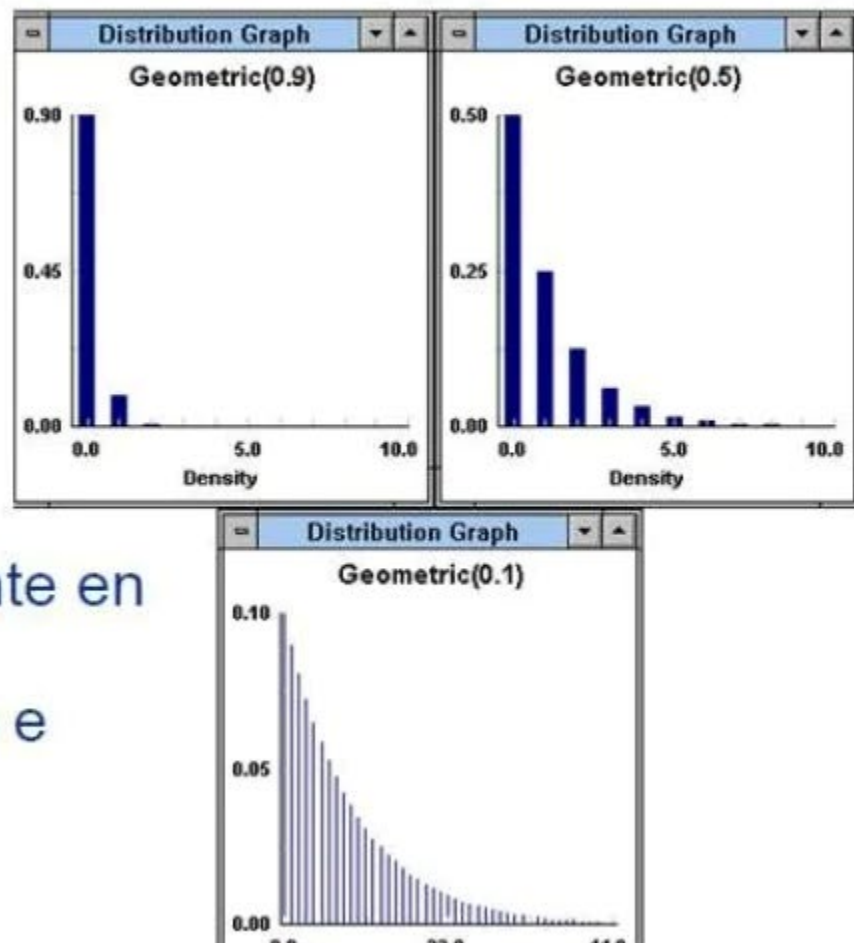 Distribution Graph
Geometric(0.9)
0.90
0.45
0.00
0.0 5.0 10.0
Density
Distribution Graph
Geometric(0.5)
0.50
0.25
0.00
0.0 5.0 10.0
Density
te en
e
Distribution Graph
Geometric(0.1)
0.10
0.05
0.00